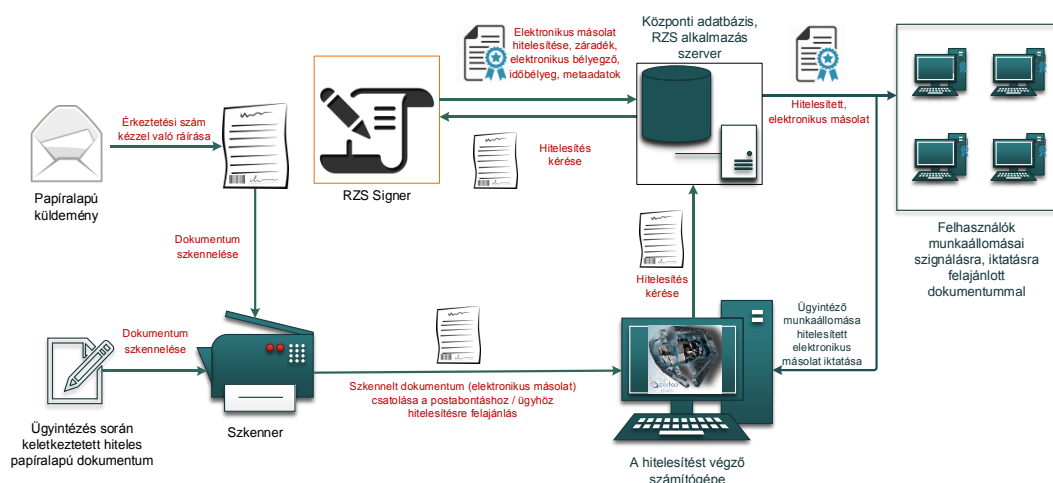 Elektronikus másolat
hitelesítése, záradék,
elektronikus bélyegző,
időbélyeg, metaadatok
Központi adatbázis,
RZS alkalmazás
szerver
Érkeztetési szám
kézzel való ráírása
Hitelesített,
elektronikus másolat
Hitelesítés
kérése
Papíralapú
küldemény
RZS Signer
Felhasználók
munkaállomásai
szignálásra, iktatásra
felajánlott
dokumentummal
Dokumentum
szkennelése
Hitelesítés
kérése
Ügyintéző
munkaállomása
hitelesített
elektronikus
másolat iktatása
Dokumentum
szkennelése
Szkennelt dokumentum (elektronikus másolat)
csatolása a postabontáshoz / ügyhöz
hitelesítésre felajánlás
Ügyintézés során
keletkeztetett hiteles
papíralapú dokumentum
Szkenner
A hitelesítést végző
számítógépe